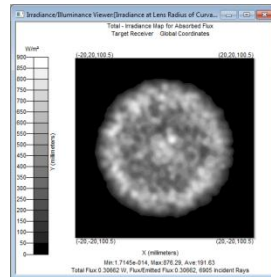 Irradiance/Illuminance Viewer:[Irradiance at Lens Radius of Curva...
Total - Irradiance Map for Absorbed Flux
Target Receiver Global Coordinates
W/m²
(-20,20,100.5) (20,20,100.5)
900
850
800
750
700
650
600
550
500
450
400
350
300
250
200
150
100
50
0
Y (millimeters)
(-20,-20,100.5) (20,-20,100.5)
X (millimeters)
Min:1.7145e-014, Max:876.29, Ave:191.63
Total Flux:0.30662 W, Flux/Emitted Flux:0.30662, 6805 Incident Rays